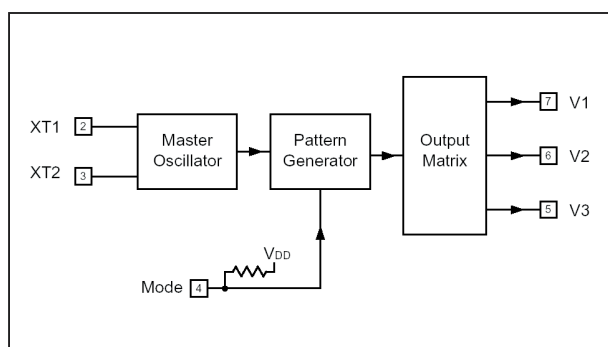 XT1
2
XT2
3
Master
Oscillator
Pattern
Generator
Output
Matrix
7
V1
6
V2
5
V3
VDD
Mode
4